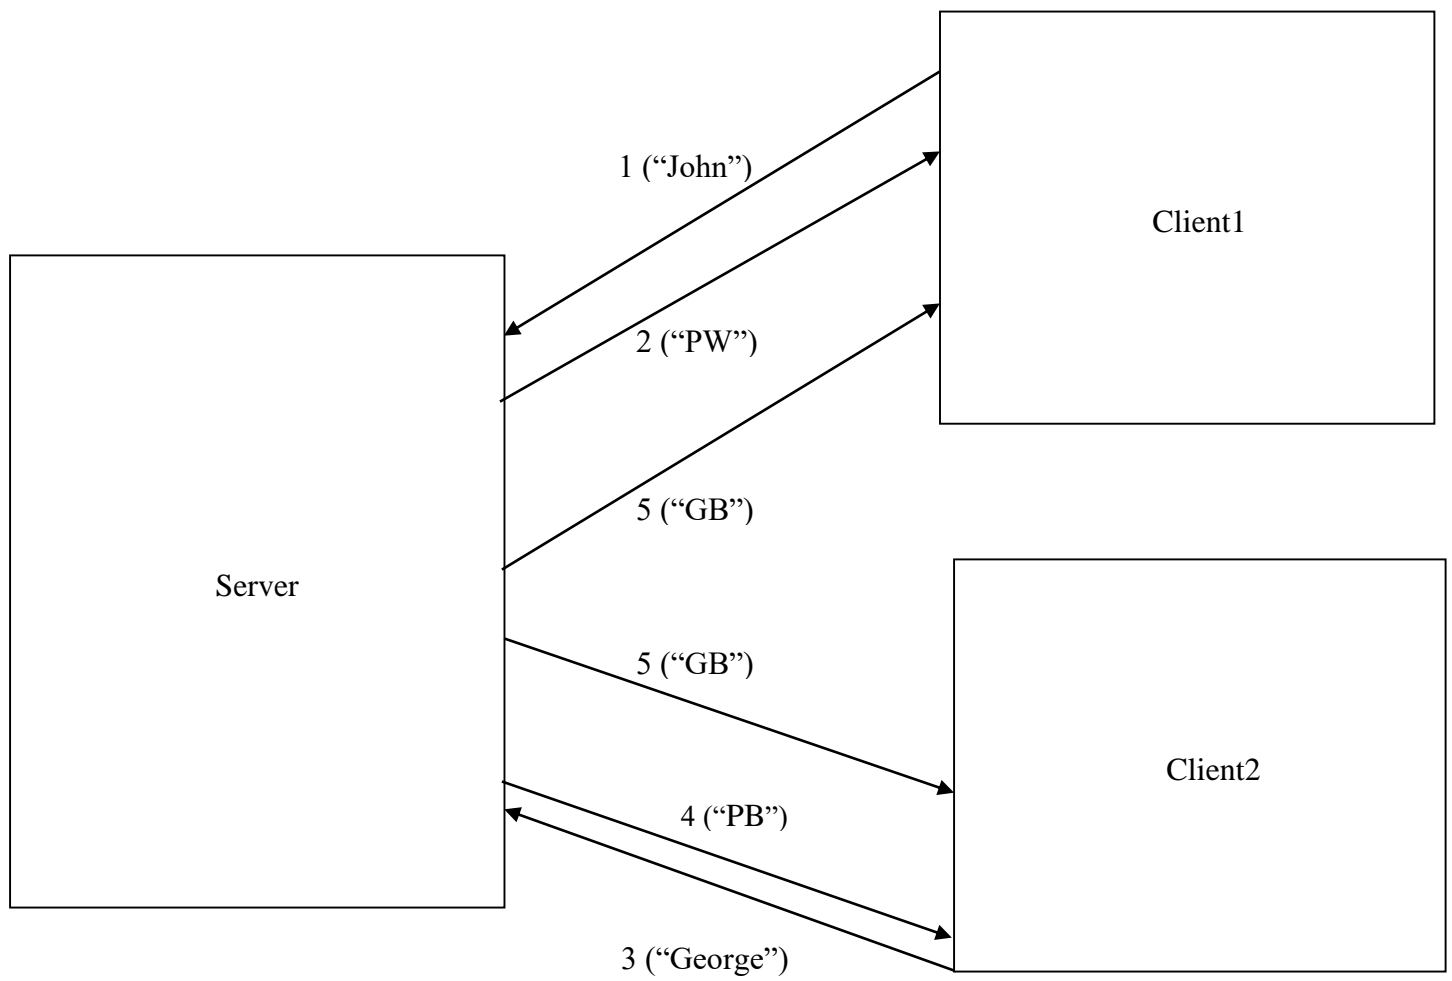 1 (“John”)
Client1
2 (“PW”)
5 (“GB”)
Server
5 (“GB”)
Client2
4 (“PB”)
3 (“George”)